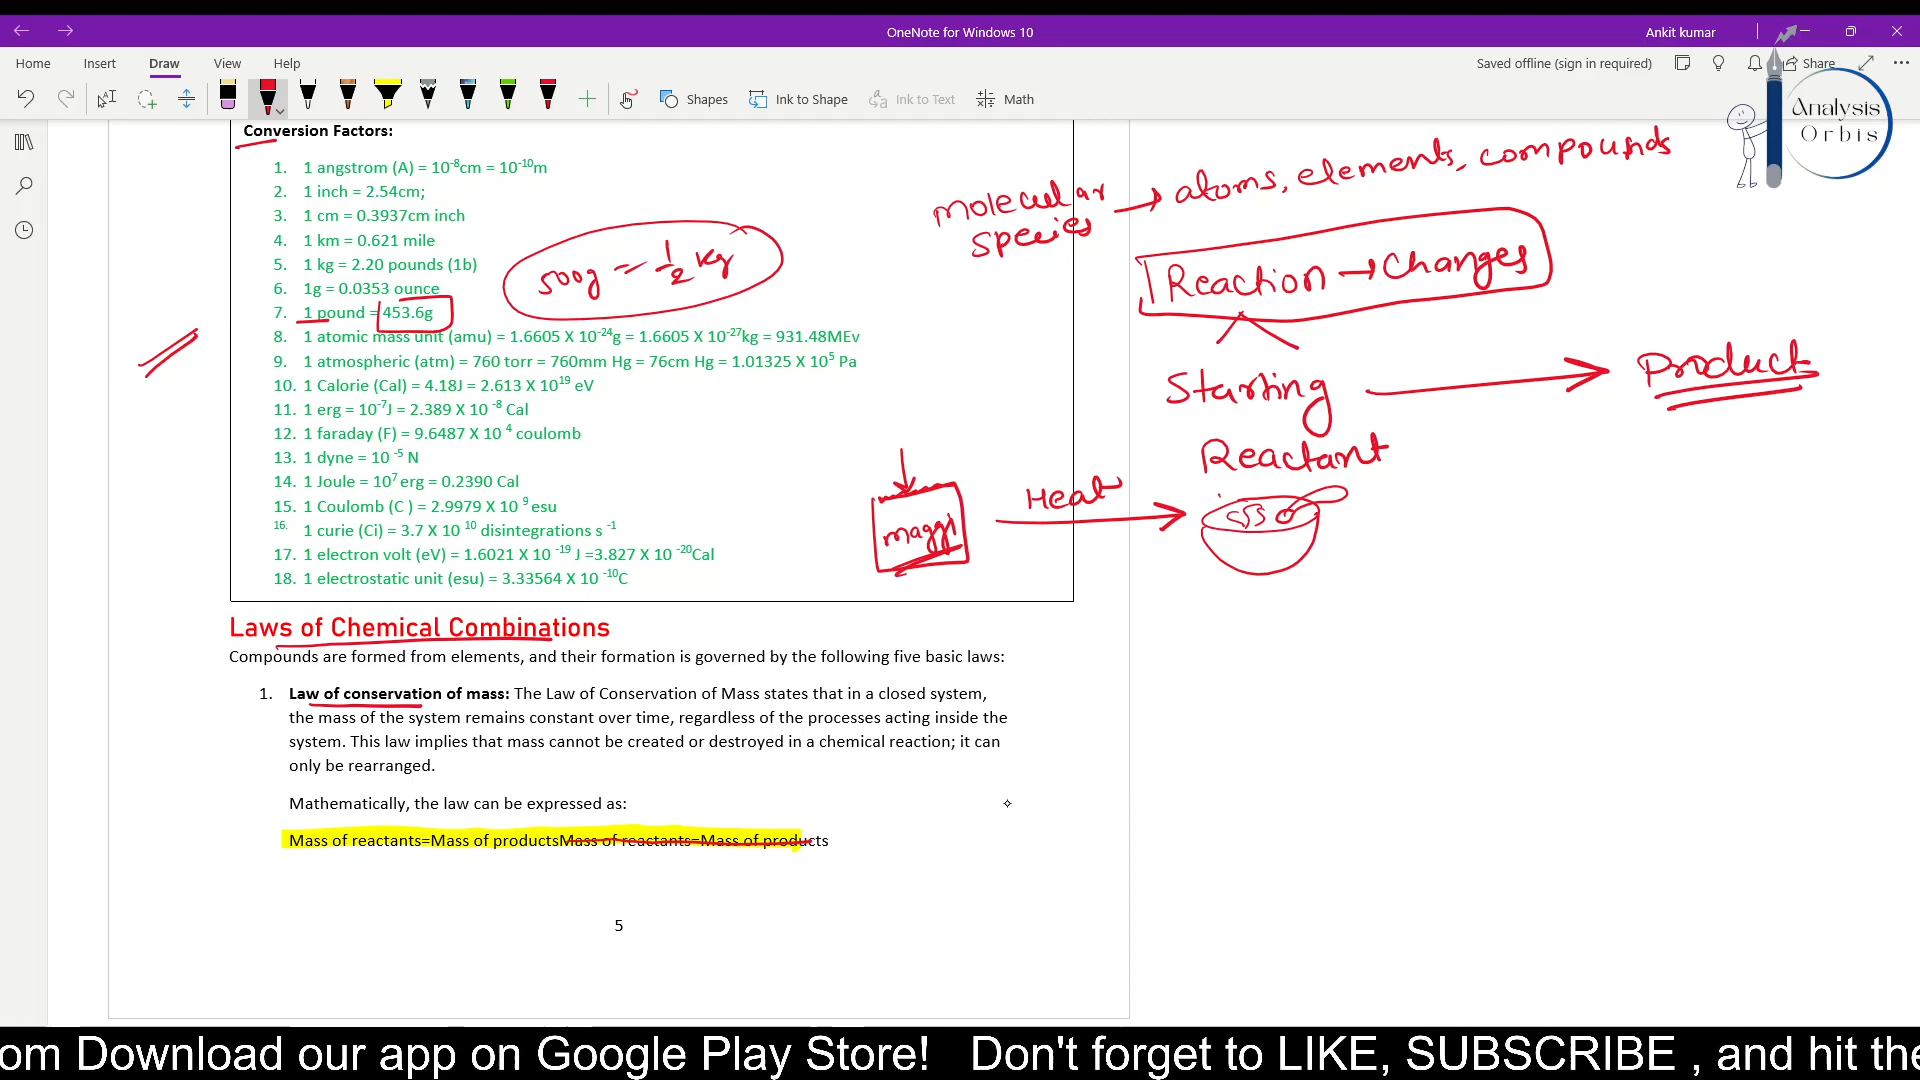 OneNote for Windows 10
Ankit kumar
Home Insert Draw View Help
Saved offline (sign in required)
Share
Shapes
Ink to Shape
Ink to Text
Math
Analysis
Orbis
Conversion Factors:
1. 1 angstrom (A) = 10⁻⁸cm = 10⁻¹⁰m
2. 1 inch = 2.54cm;
3. 1 cm = 0.3937cm inch
4. 1 km = 0.621 mile
5. 1 kg = 2.20 pounds (1b)
6. 1g = 0.0353 ounce
7. 1 pound = 453.6g
8. 1 atomic mass unit (amu) = 1.6605 X 10⁻²⁴g = 1.6605 X 10⁻²⁷kg = 931.48MEv
9. 1 atmospheric (atm) = 760 torr = 760mm Hg = 76cm Hg = 1.01325 X 10⁵ Pa
10. 1 Calorie (Cal) = 4.18J = 2.613 X 10¹⁹ eV
11. 1 erg = 10⁻⁷J = 2.389 X 10 ⁻⁸ Cal
12. 1 faraday (F) = 9.6487 X 10 ⁴ coulomb
13. 1 dyne = 10 ⁻⁵ N
14. 1 Joule = 10⁷ erg = 0.2390 Cal
15. 1 Coulomb (C ) = 2.9979 X 10 ⁹ esu
16. 1 curie (Ci) = 3.7 X 10 ¹⁰ disintegrations s ⁻¹
17. 1 electron volt (eV) = 1.6021 X 10 ⁻¹⁹ J =3.827 X 10 ⁻²⁰Cal
18. 1 electrostatic unit (esu) = 3.33564 X 10 ⁻¹⁰C
500g = 1/2 kg
molecular species → atoms, elements, compounds
Reaction → Changes
Starting → Product
Reactant
maggi
Heat
Laws of Chemical Combinations
Compounds are formed from elements, and their formation is governed by the following five basic laws:
1. Law of conservation of mass: The Law of Conservation of Mass states that in a closed system,
the mass of the system remains constant over time, regardless of the processes acting inside the
system. This law implies that mass cannot be created or destroyed in a chemical reaction; it can
only be rearranged.
Mathematically, the law can be expressed as:
Mass of reactants=Mass of productsMass of reactants=Mass of products
5
om Download our app on Google Play Store! Don't forget to LIKE, SUBSCRIBE , and hit the